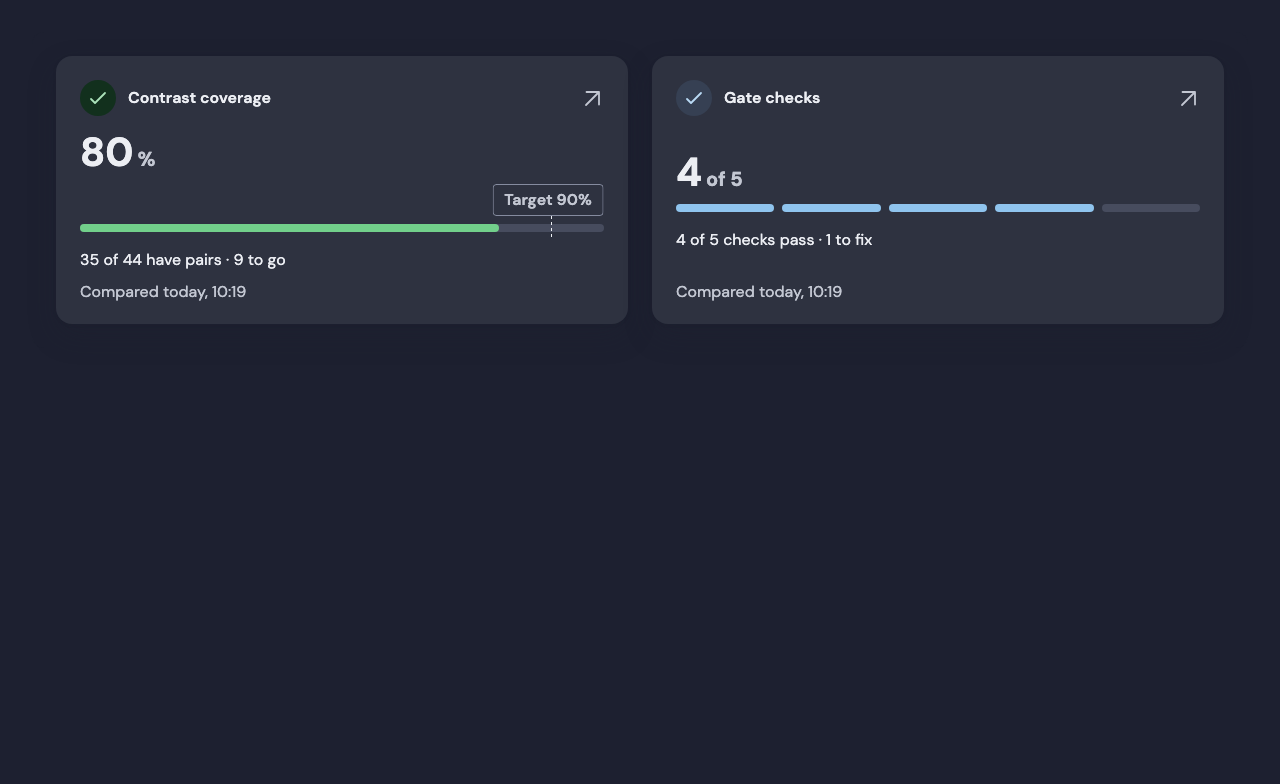 Contrast coverage
80 %
Target 90%
35 of 44 have pairs · 9 to go
Compared today, 10:19
Gate checks
4 of 5
4 of 5 checks pass · 1 to fix
Compared today, 10:19